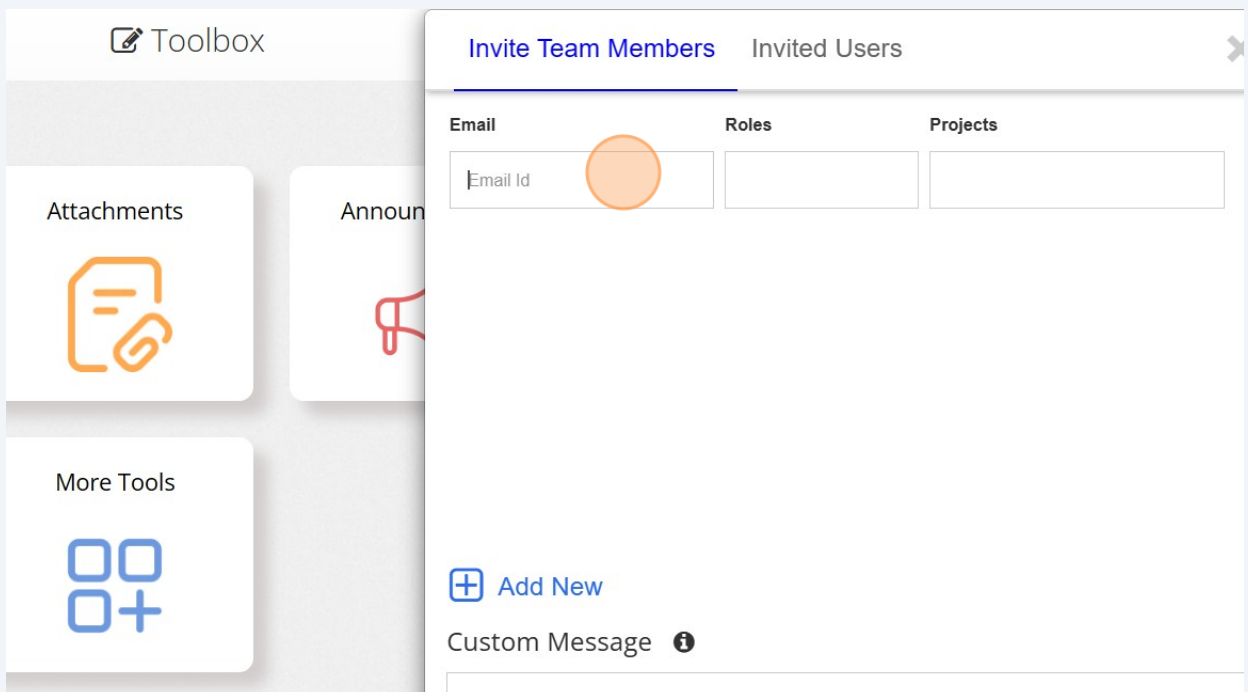 Toolbox
Invite Team Members Invited Users
Email Roles Projects
Email Id
Attachments
Announ
More Tools
Add New
Custom Message